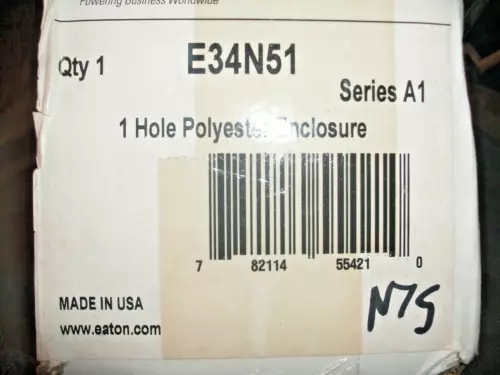 Powering Business Worldwide
Qty 1 E34N51
Series A1
1 Hole Polyester Enclosure
7 82114 55421 0
MADE IN USA
www.eaton.com